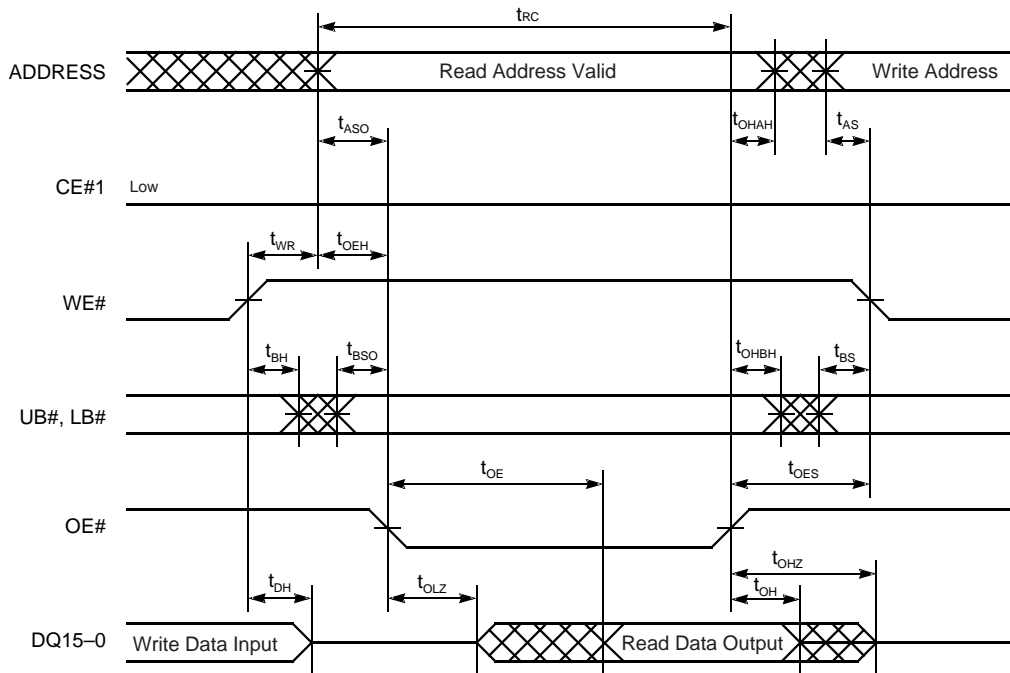 tRC
ADDRESS
Read Address Valid
Write Address
tASO
tOHAH
tAS
CE#1
Low
tWR
tOEH
WE#
tBH
tBSO
tOHBH
tBS
UB#, LB#
tOE
tOES
OE#
tOHZ
tDH
tOLZ
tOH
DQ15–0
Write Data Input
Read Data Output